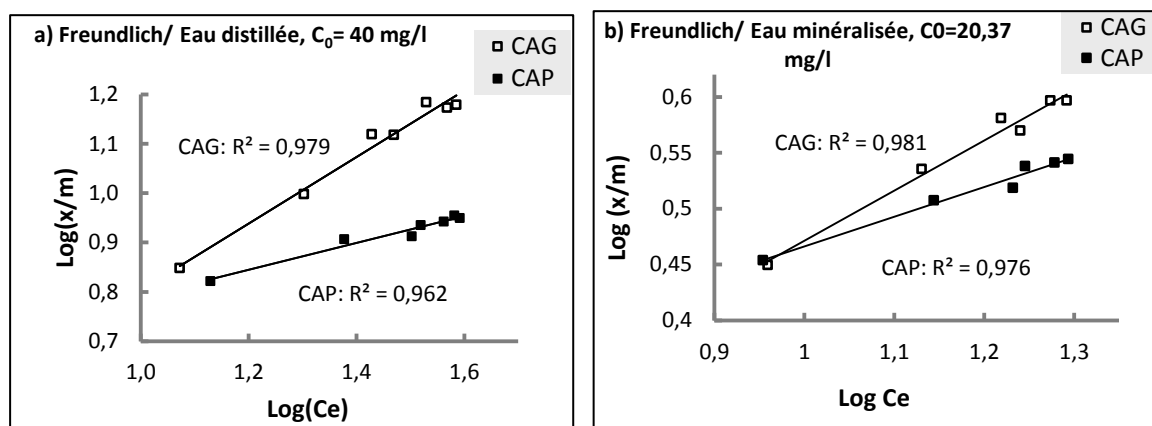 a) Freundlich/ Eau distillée, C₀= 40 mg/l
CAG
CAP
1,2
1,1
1,0
0,9
0,8
0,7
Log(x/m)
CAG: R² = 0,979
CAP: R² = 0,962
1,0
1,2
1,4
1,6
Log(Ce)
b) Freundlich/ Eau minéralisée, C0=20,37
mg/l
CAG
CAP
0,6
0,55
0,5
0,45
0,4
Log (x/m)
CAG: R² = 0,981
CAP: R² = 0,976
0,9
1
1,1
1,2
1,3
Log Ce